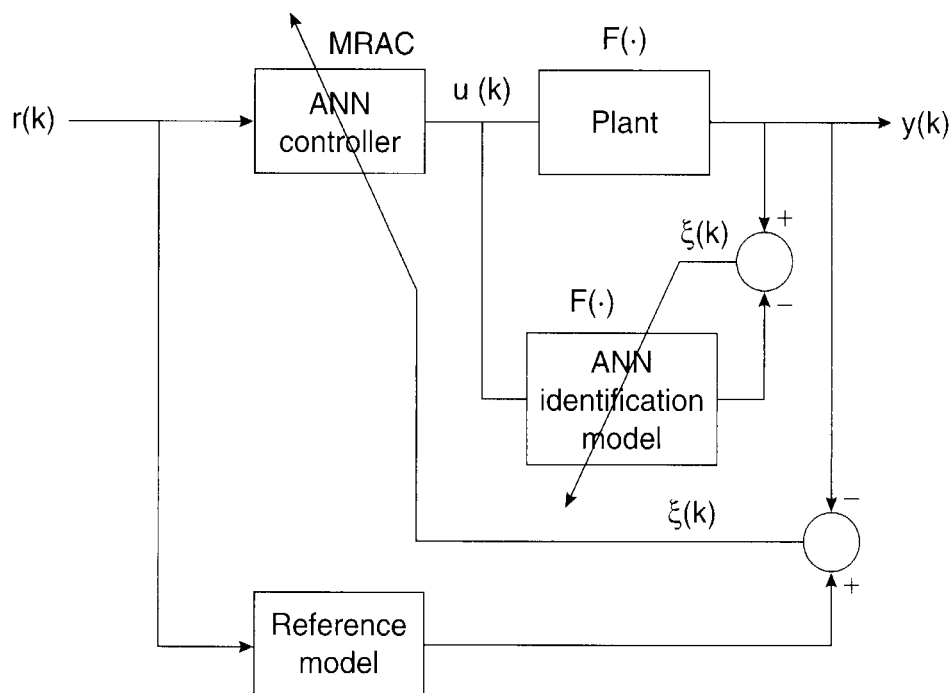 MRAC
F(·)
r(k)
ANN
controller
u (k)
Plant
y(k)
+
ξ(k)
−
F(·)
ANN
identification
model
ξ(k)
−
+
Reference
model